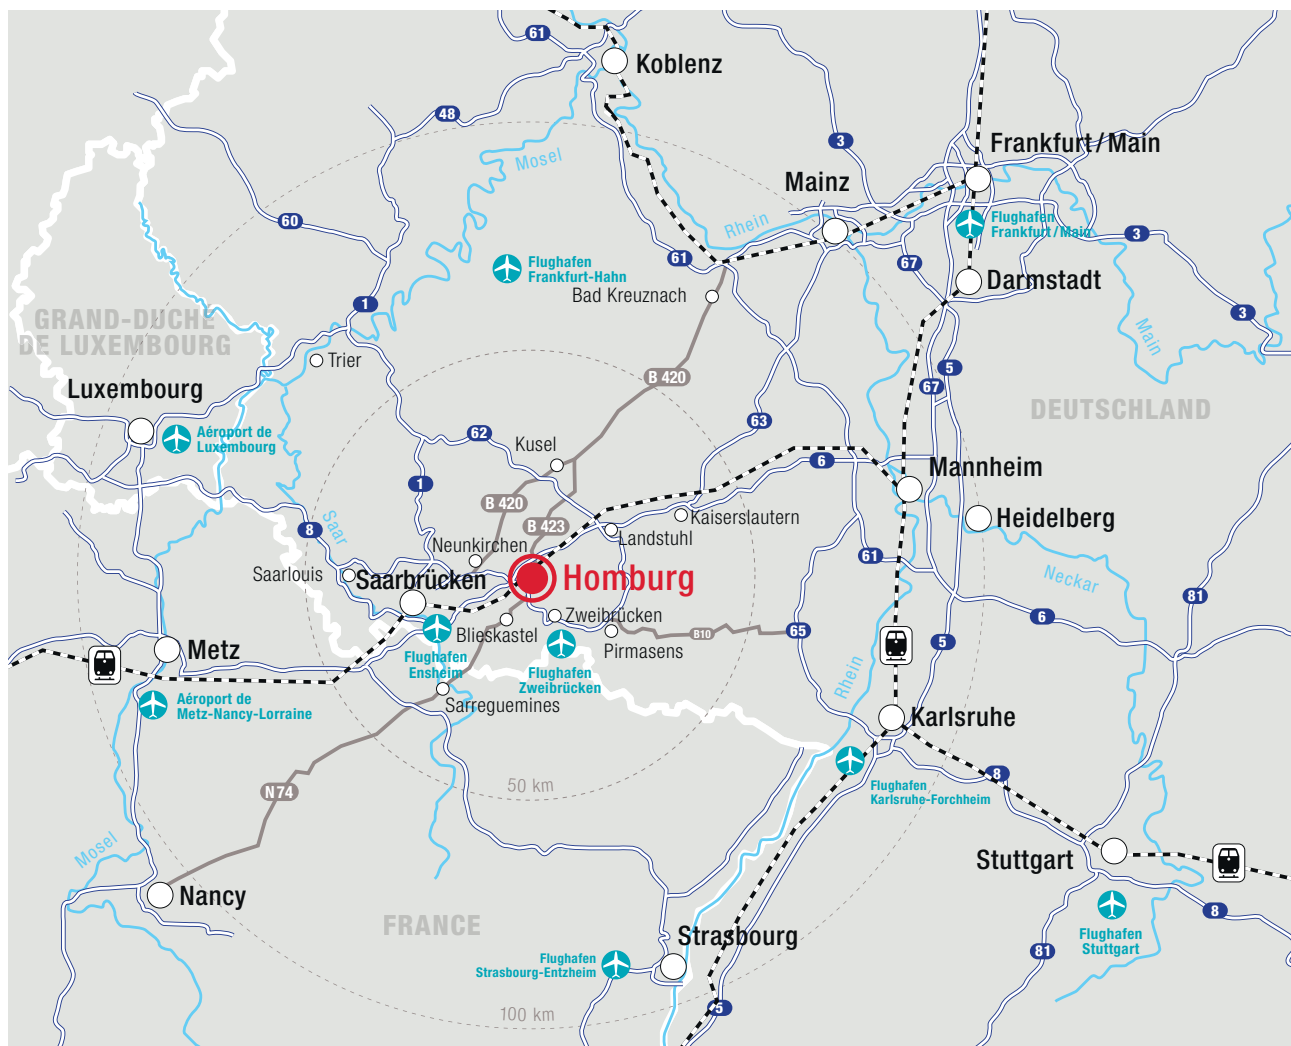 61
Koblenz
48
3
Frankfurt/Main
Mosel
Mainz
60
Rhein
Flughafen
Frankfurt/Main
3
Flughafen
Frankfurt-Hahn
61
67
Bad Kreuznach
Darmstadt
1
3
GRAND-DUCHÉ
DE LUXEMBOURG
Main
Trier
5
B 420
67
Luxembourg
DEUTSCHLAND
63
Aéroport de
Luxembourg
62
Kusel
6
Mannheim
1
B 420
Kaiserslautern
Heidelberg
8
Saar
B 423
Landstuhl
Neunkirchen
61
Saarlouis
Saarbrücken
Homburg
Neckar
81
Zweibrücken
6
Blieskastel
B10
65
Metz
Flughafen
Ensheim
Flughafen
Zweibrücken
Pirmasens
5
Rhein
Aéroport de
Metz-Nancy-Lorraine
Sarreguemines
Karlsruhe
50 km
8
N 74
Flughafen
Karlsruhe-Forchheim
Mosel
Stuttgart
Nancy
FRANCE
8
Strasbourg
Flughafen
Stuttgart
81
Flughafen
Strasbourg-Entzheim
5
100 km